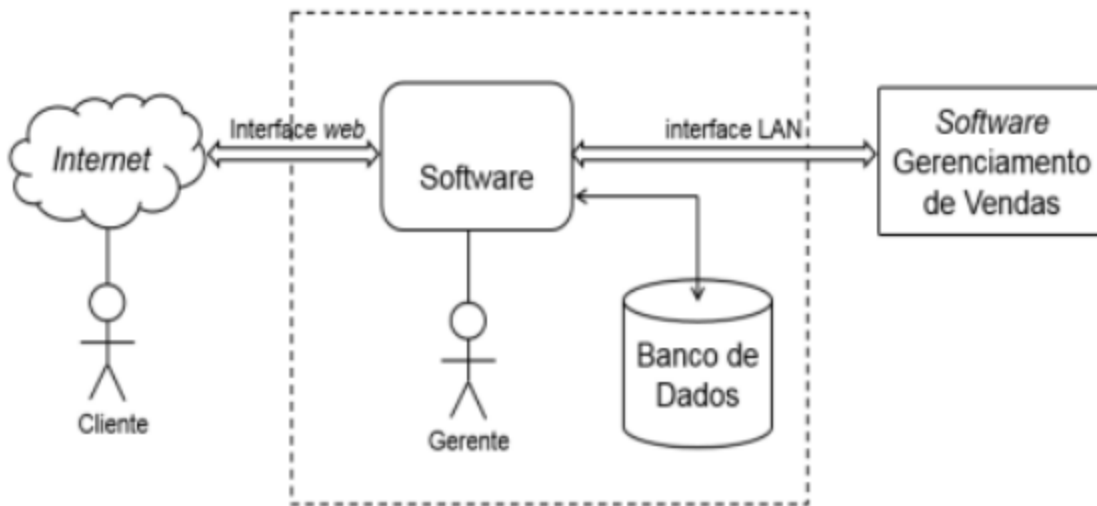 Internet
Interface web
Software
interface LAN
Software
Gerenciamento
de Vendas
Cliente
Gerente
Banco de
Dados